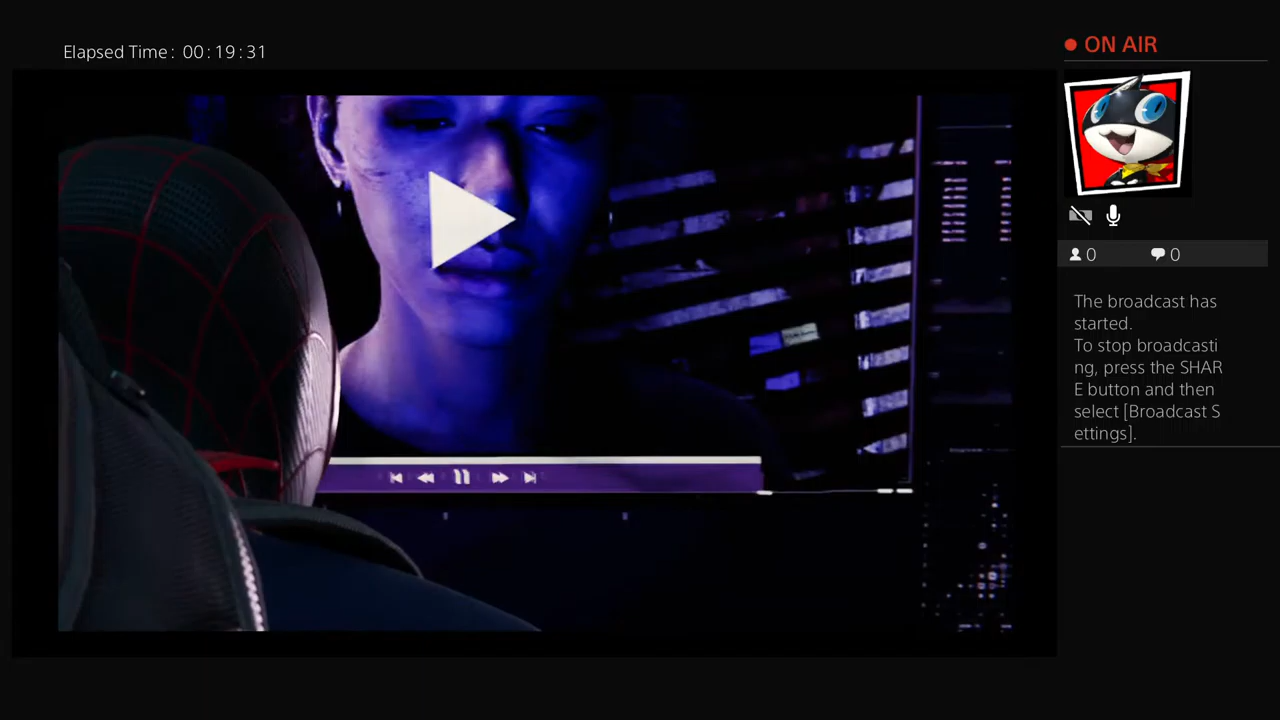 Elapsed Time: 00:19:31
ON AIR
0 0
The broadcast has
started.
To stop broadcasti
ng, press the SHAR
E button and then
select [Broadcast S
ettings].